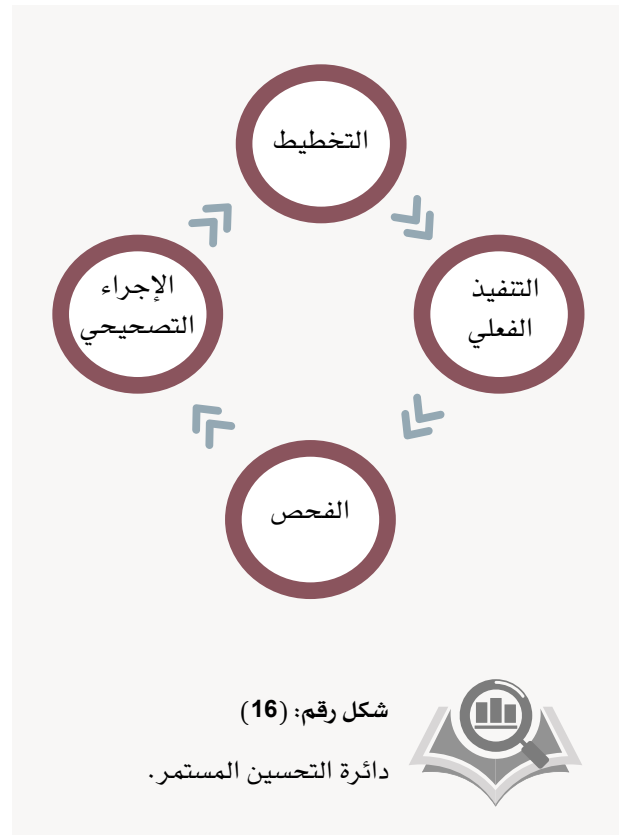 التخطيط
التنفيذ
الفعلي
الفحص
الإجراء
التصحيحي
شكل رقم: (16)
دائرة التحسين المستمر.